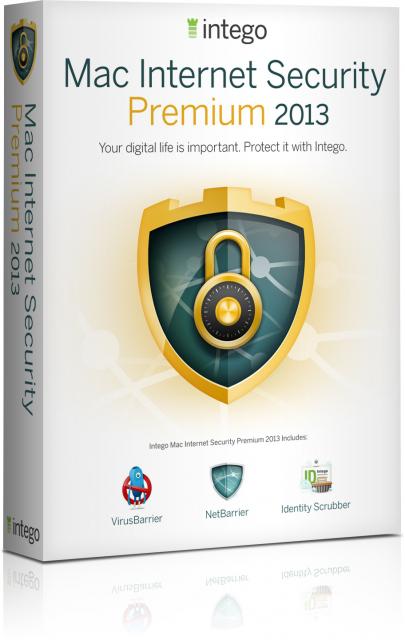 intego
Mac Internet Security
Premium 2013
Your digital life is important. Protect it with Intego.
Intego Mac Internet Security Premium 2013 Includes:
VirusBarrier
NetBarrier
Identity Scrubber
Mac Internet Security
Premium 2013
intego